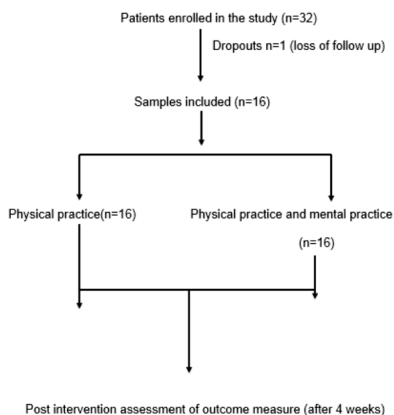 Patients enrolled in the study (n=32)
Dropouts n=1 (loss of follow up)
Samples included (n=16)
Physical practice(n=16)
Physical practice and mental practice
(n=16)
Post intervention assessment of outcome measure (after 4 weeks)